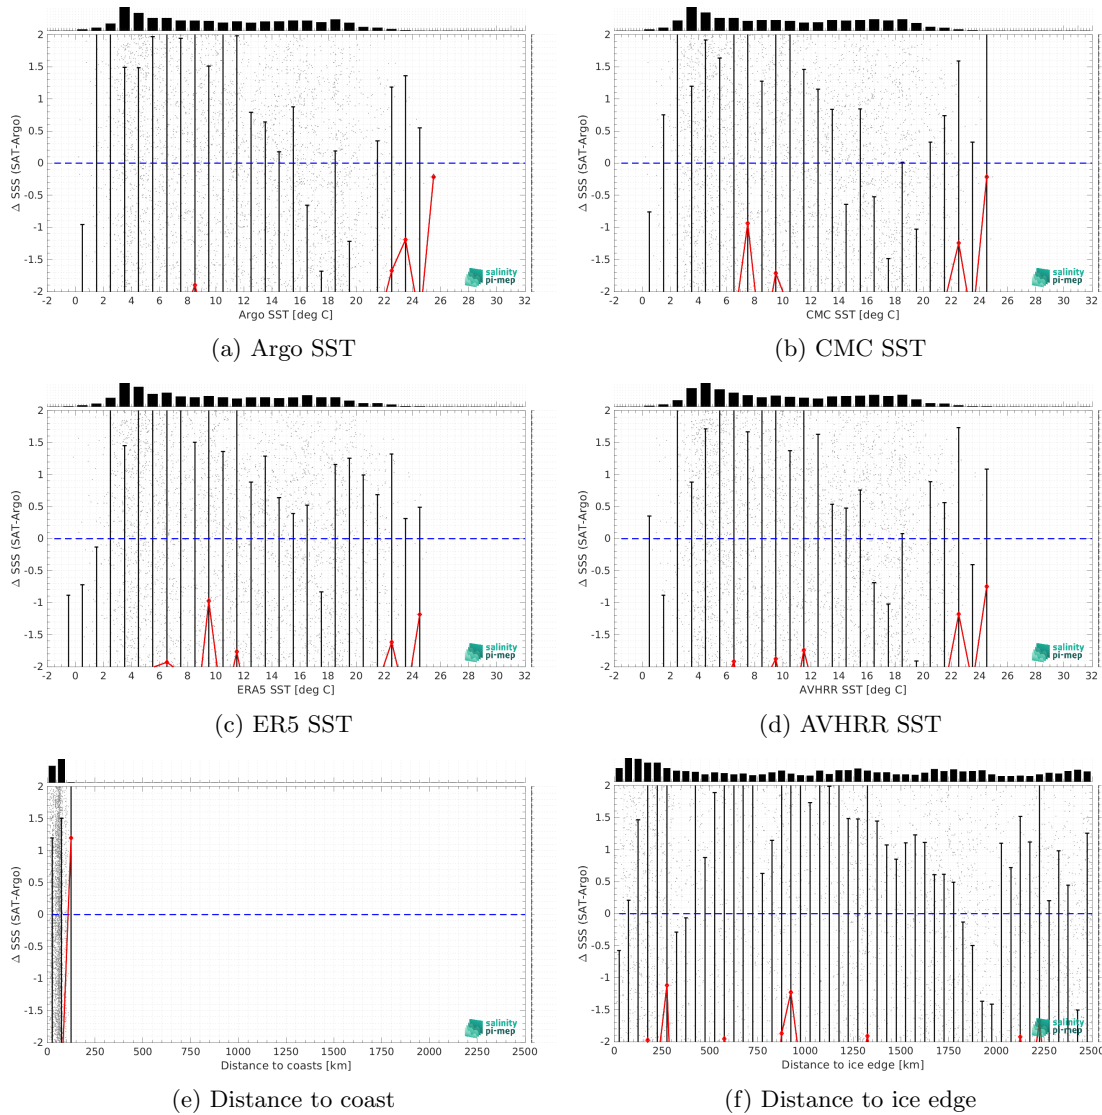 2
1.5
1
0.5
0
-0.5
-1
-1.5
-2
Δ SSS (SAT-Argo)
-2 0 2 4 6 8 10 12 14 16 18 20 22 24 26 28 30 32
Argo SST [deg C]
salinity
pi-mep
(a) Argo SST
2
1.5
1
0.5
0
-0.5
-1
-1.5
-2
Δ SSS (SAT-Argo)
-2 0 2 4 6 8 10 12 14 16 18 20 22 24 26 28 30 32
CMC SST [deg C]
salinity
pi-mep
(b) CMC SST
2
1.5
1
0.5
0
-0.5
-1
-1.5
-2
Δ SSS (SAT-Argo)
-2 0 2 4 6 8 10 12 14 16 18 20 22 24 26 28 30 32
ERA5 SST [deg C]
salinity
pi-mep
(c) ER5 SST
2
1.5
1
0.5
0
-0.5
-1
-1.5
-2
Δ SSS (SAT-Argo)
-2 0 2 4 6 8 10 12 14 16 18 20 22 24 26 28 30 32
AVHRR SST [deg C]
salinity
pi-mep
(d) AVHRR SST
2
1.5
1
0.5
0
-0.5
-1
-1.5
-2
Δ SSS (SAT-Argo)
0 250 500 750 1000 1250 1500 1750 2000 2250 2500
Distance to coasts [km]
salinity
pi-mep
(e) Distance to coast
2
1.5
1
0.5
0
-0.5
-1
-1.5
-2
Δ SSS (SAT-Argo)
0 250 500 750 1000 1250 1500 1750 2000 2250 2500
Distance to ice edge [km]
salinity
pi-mep
(f) Distance to ice edge